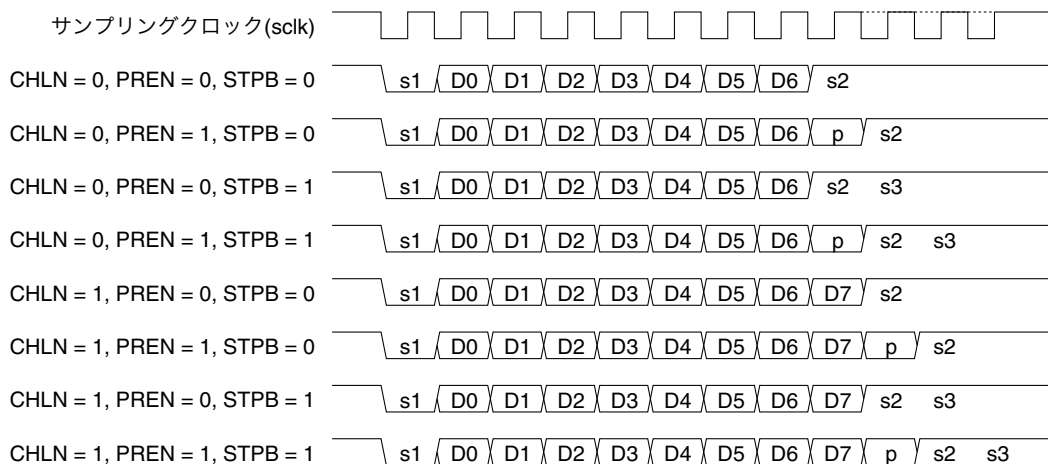 サンプリングクロック(sclk)
CHLN = 0, PREN = 0, STPB = 0 s1 D0 D1 D2 D3 D4 D5 D6 s2
CHLN = 0, PREN = 1, STPB = 0 s1 D0 D1 D2 D3 D4 D5 D6 p s2
CHLN = 0, PREN = 0, STPB = 1 s1 D0 D1 D2 D3 D4 D5 D6 s2 s3
CHLN = 0, PREN = 1, STPB = 1 s1 D0 D1 D2 D3 D4 D5 D6 p s2 s3
CHLN = 1, PREN = 0, STPB = 0 s1 D0 D1 D2 D3 D4 D5 D6 D7 s2
CHLN = 1, PREN = 1, STPB = 0 s1 D0 D1 D2 D3 D4 D5 D6 D7 p s2
CHLN = 1, PREN = 0, STPB = 1 s1 D0 D1 D2 D3 D4 D5 D6 D7 s2 s3
CHLN = 1, PREN = 1, STPB = 1 s1 D0 D1 D2 D3 D4 D5 D6 D7 p s2 s3